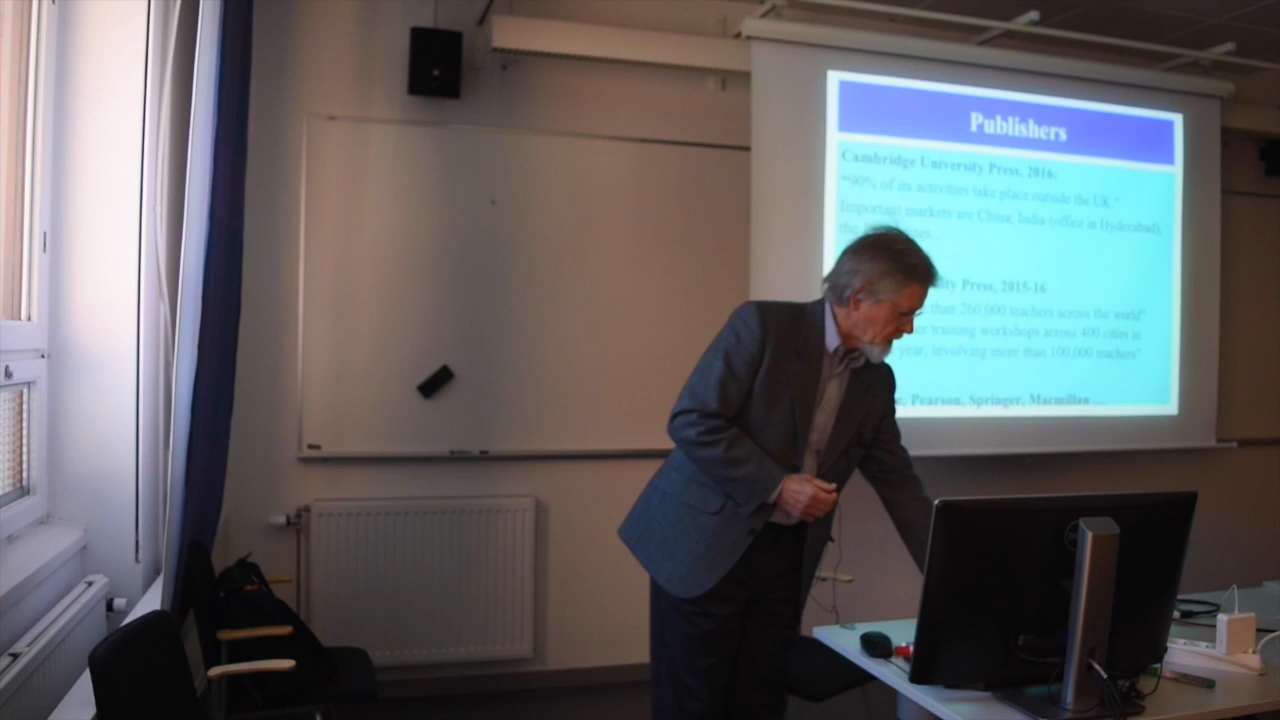 Publishers
Cambridge University Press, 2016:
"90% of its activities take place outside the UK."
Important markets are China, India (office in Hyderabad),
the
ity Press, 2015-16
than 260,000 teachers across the world"
er training workshops across 400 cities in
year, involving more than 100,000 teachers"
e, Pearson, Springer, Macmillan ...